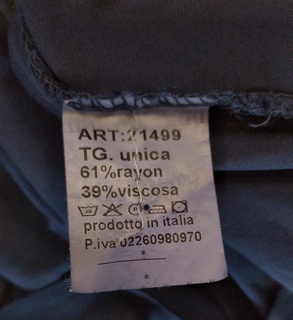 ART:21499
TG. unica
61%rayon
39%viscosa
prodotto in italia
P.iva 02260980970